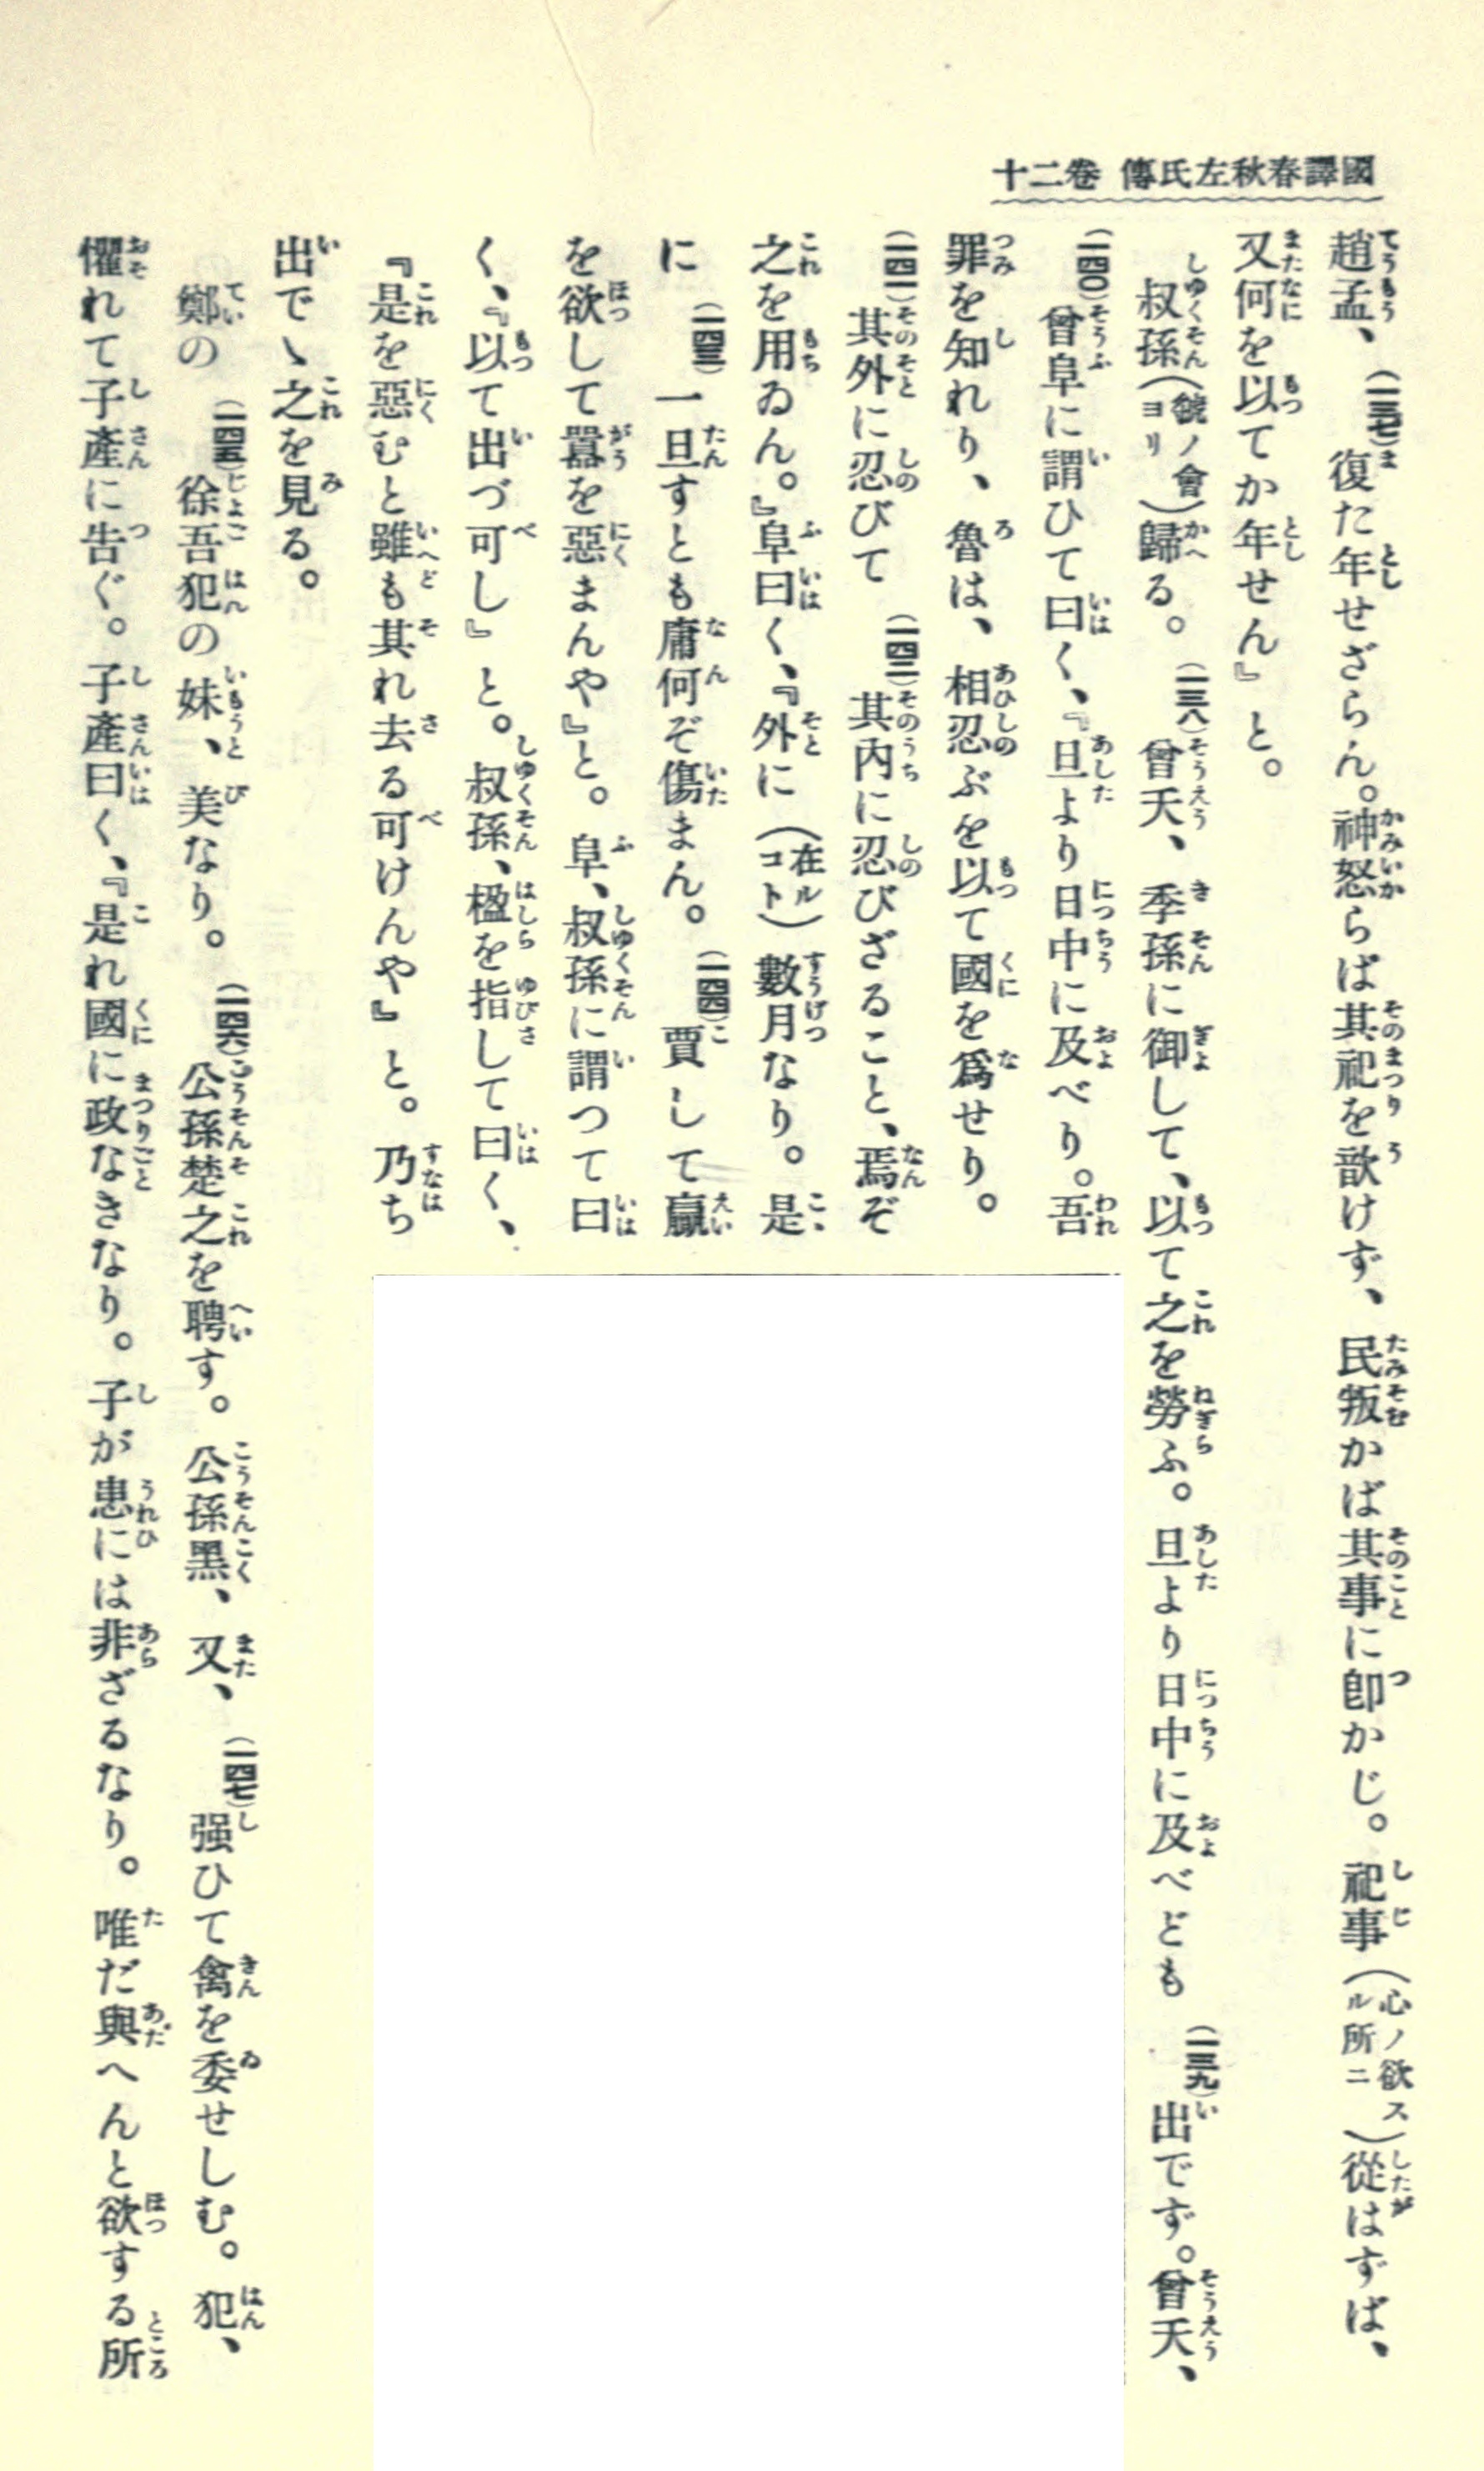 國譯春秋左氏傳 卷二十
趙孟、(一三七)復た年せざらん。神怒らば其祀を歆けず、民叛かば其事に卽かじ。祀事(心ノ欲スル所ニ)從はずば、
又何を以てか年せん』と。
叔孫(虢ノ會ヨリ)歸る。(一三八)曾夭、季孫に御して、以て之を勞ふ。旦より日中に及べども(一三九)出でず。曾夭、
(一四〇)曾阜に謂ひて曰く、『旦より日中に及べり。吾
罪を知れり、魯は、相忍ぶを以て國を爲せり。
(一四一)其外に忍びて(一四二)其內に忍びざること、焉ぞ
之を用ゐん。』阜曰く、『外に(在ルコト)數月なり。是ゝ
に(一四三)一旦すとも庸何ぞ傷まん。(一四四)賈して贏
を欲して囂を惡まんや』と。阜、叔孫に謂つて曰
く、『以て出づ可し』と。叔孫、楹を指して曰く、
『是を惡むと雖も其れ去る可けんや』と。乃ち
出でゝ之を見る。
鄭の(一四五)徐吾犯の妹、美なり。(一四六)公孫楚之を聘す。公孫黑、又、(一四七)强ひて禽を委せしむ。犯、
懼れて子產に吿ぐ。子產曰く、『是れ國に政なきなり。子が患には非ざるなり。唯だ與へんと欲する所